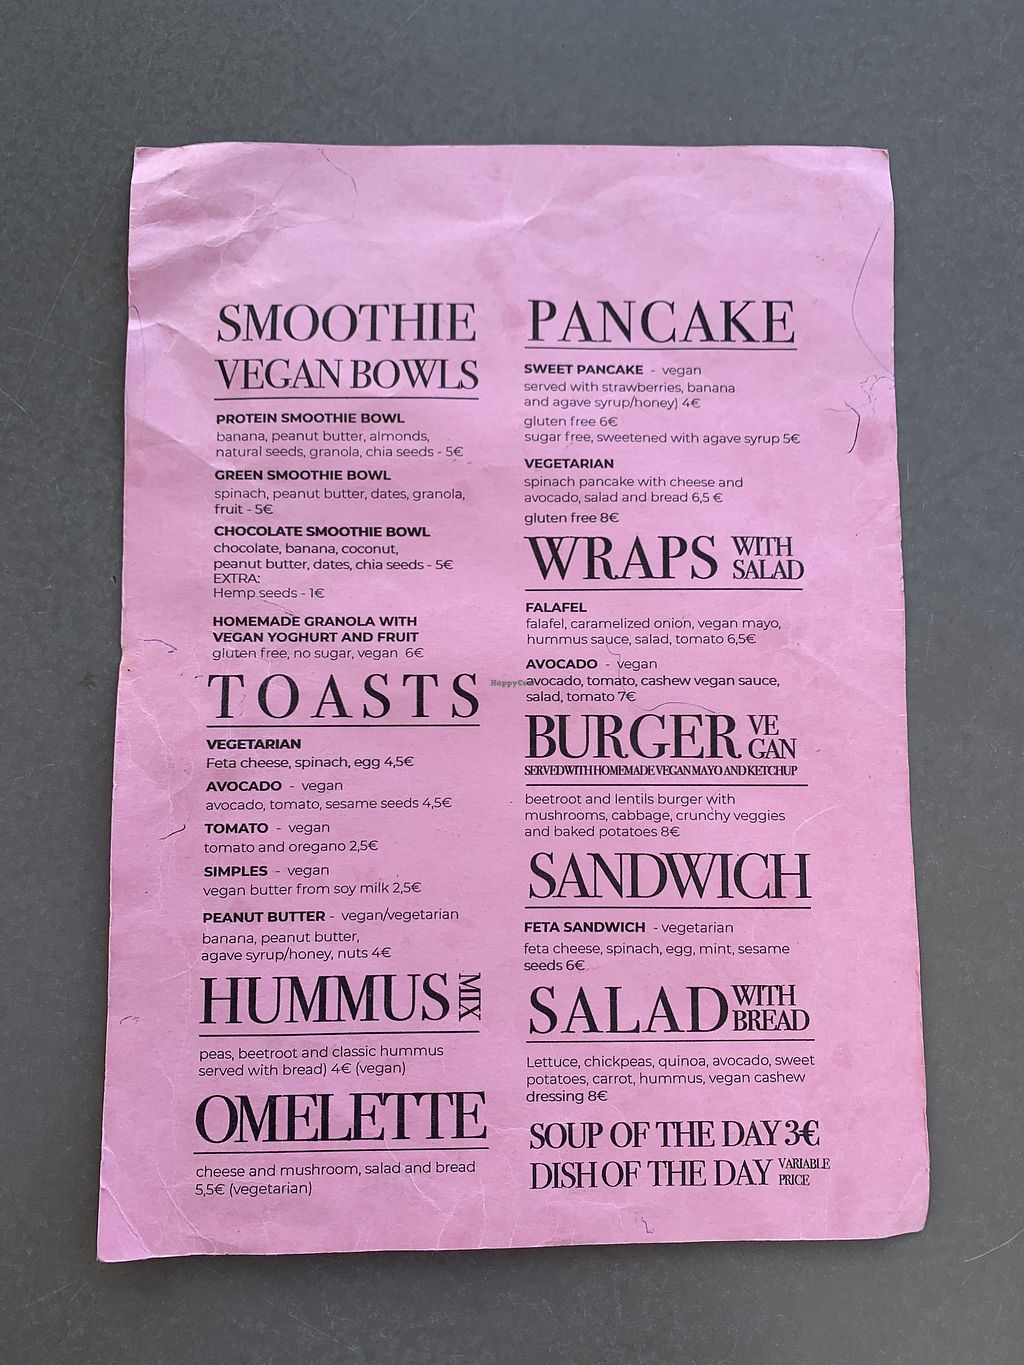 SMOOTHIE
VEGAN BOWLS
PROTEIN SMOOTHIE BOWL
banana, peanut butter, almonds,
natural seeds, granola, chia seeds - 5€
GREEN SMOOTHIE BOWL
spinach, peanut butter, dates, granola,
fruit - 5€
CHOCOLATE SMOOTHIE BOWL
chocolate, banana, coconut,
peanut butter, dates, chia seeds - 5€
EXTRA:
Hemp seeds - 1€
HOMEMADE GRANOLA WITH
VEGAN YOGHURT AND FRUIT
gluten free, no sugar, vegan 6€
TOASTS
VEGETARIAN
Feta cheese, spinach, egg 4,5€
AVOCADO - vegan
avocado, tomato, sesame seeds 4,5€
TOMATO - vegan
tomato and oregano 2,5€
SIMPLES - vegan
vegan butter from soy milk 2,5€
PEANUT BUTTER - vegan/vegetarian
banana, peanut butter,
agave syrup/honey, nuts 4€
HUMMUS MIX
peas, beetroot and classic hummus
served with bread) 4€ (vegan)
OMELETTE
cheese and mushroom, salad and bread
5,5€ (vegetarian)
PANCAKE
SWEET PANCAKE - vegan
served with strawberries, banana
and agave syrup/honey) 4€
gluten free 6€
sugar free, sweetened with agave syrup 5€
VEGETARIAN
spinach pancake with cheese and
avocado, salad and bread 6,5 €
gluten free 8€
WRAPS WITH
SALAD
FALAFEL
falafel, caramelized onion, vegan mayo,
hummus sauce, salad, tomato 6,5€
AVOCADO - vegan
avocado, tomato, cashew vegan sauce,
salad, tomato 7€
BURGER VE
GAN
SERVED WITH HOMEMADE VEGAN MAYO AND KETCHUP
beetroot and lentils burger with
mushrooms, cabbage, crunchy veggies
and baked potatoes 8€
SANDWICH
FETA SANDWICH - vegetarian
feta cheese, spinach, egg, mint, sesame
seeds 6€
SALAD WITH
BREAD
Lettuce, chickpeas, quinoa, avocado, sweet
potatoes, carrot, hummus, vegan cashew
dressing 8€
SOUP OF THE DAY 3€
DISH OF THE DAY VARIABLE
PRICE